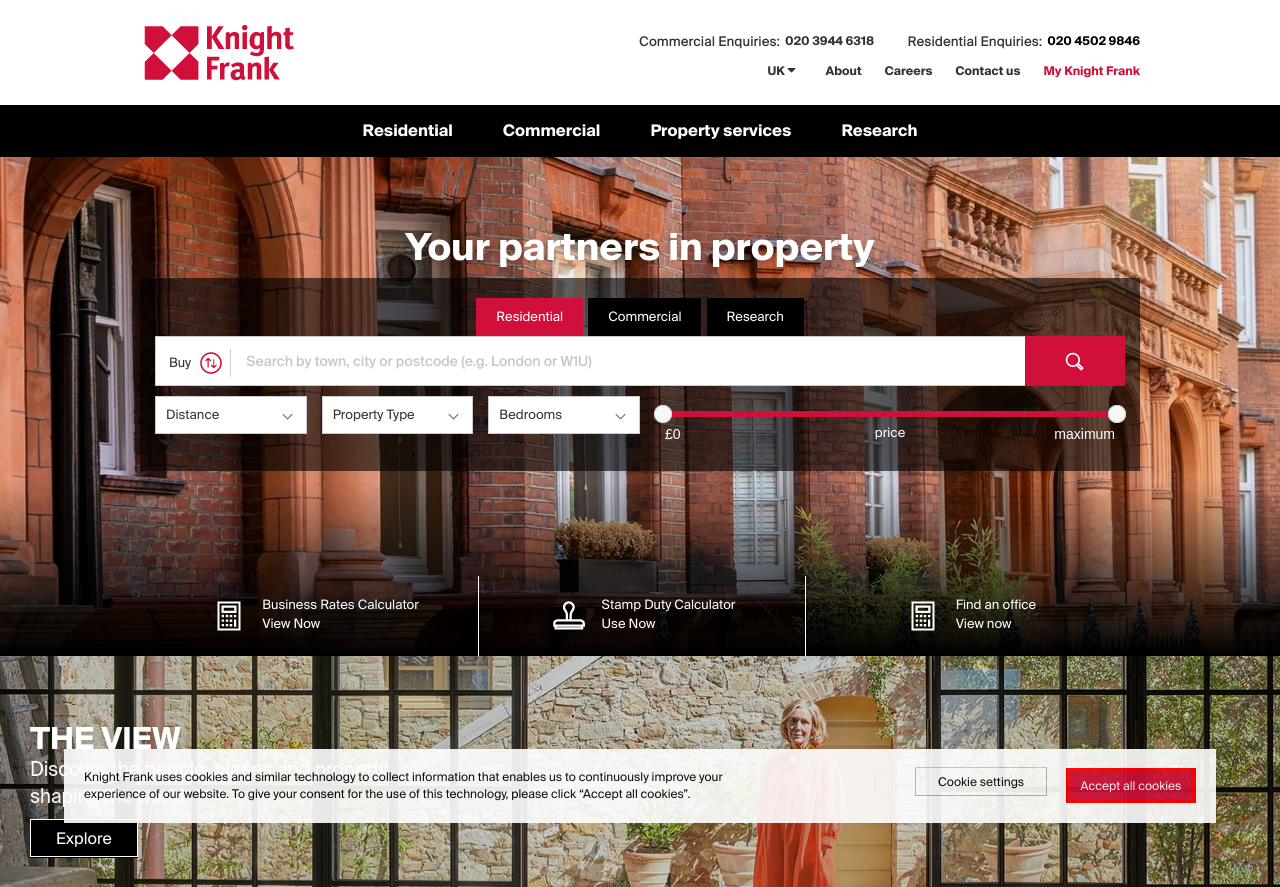 Knight
Frank
Commercial Enquiries: 020 3944 6318
Residential Enquiries: 020 4502 9846
UK
About
Careers
Contact us
My Knight Frank
Residential
Commercial
Property services
Research
Your partners in property
Residential
Commercial
Research
Buy
Search by town, city or postcode (e.g. London or W1U)
Distance
Property Type
Bedrooms
£0
price
maximum
Business Rates Calculator
View Now
Stamp Duty Calculator
Use Now
Find an office
View now
THE VIEW
Discover the people, places and property
shaping the world
Knight Frank uses cookies and similar technology to collect information that enables us to continuously improve your
experience of our website. To give your consent for the use of this technology, please click “Accept all cookies”.
Cookie settings
Accept all cookies
Explore